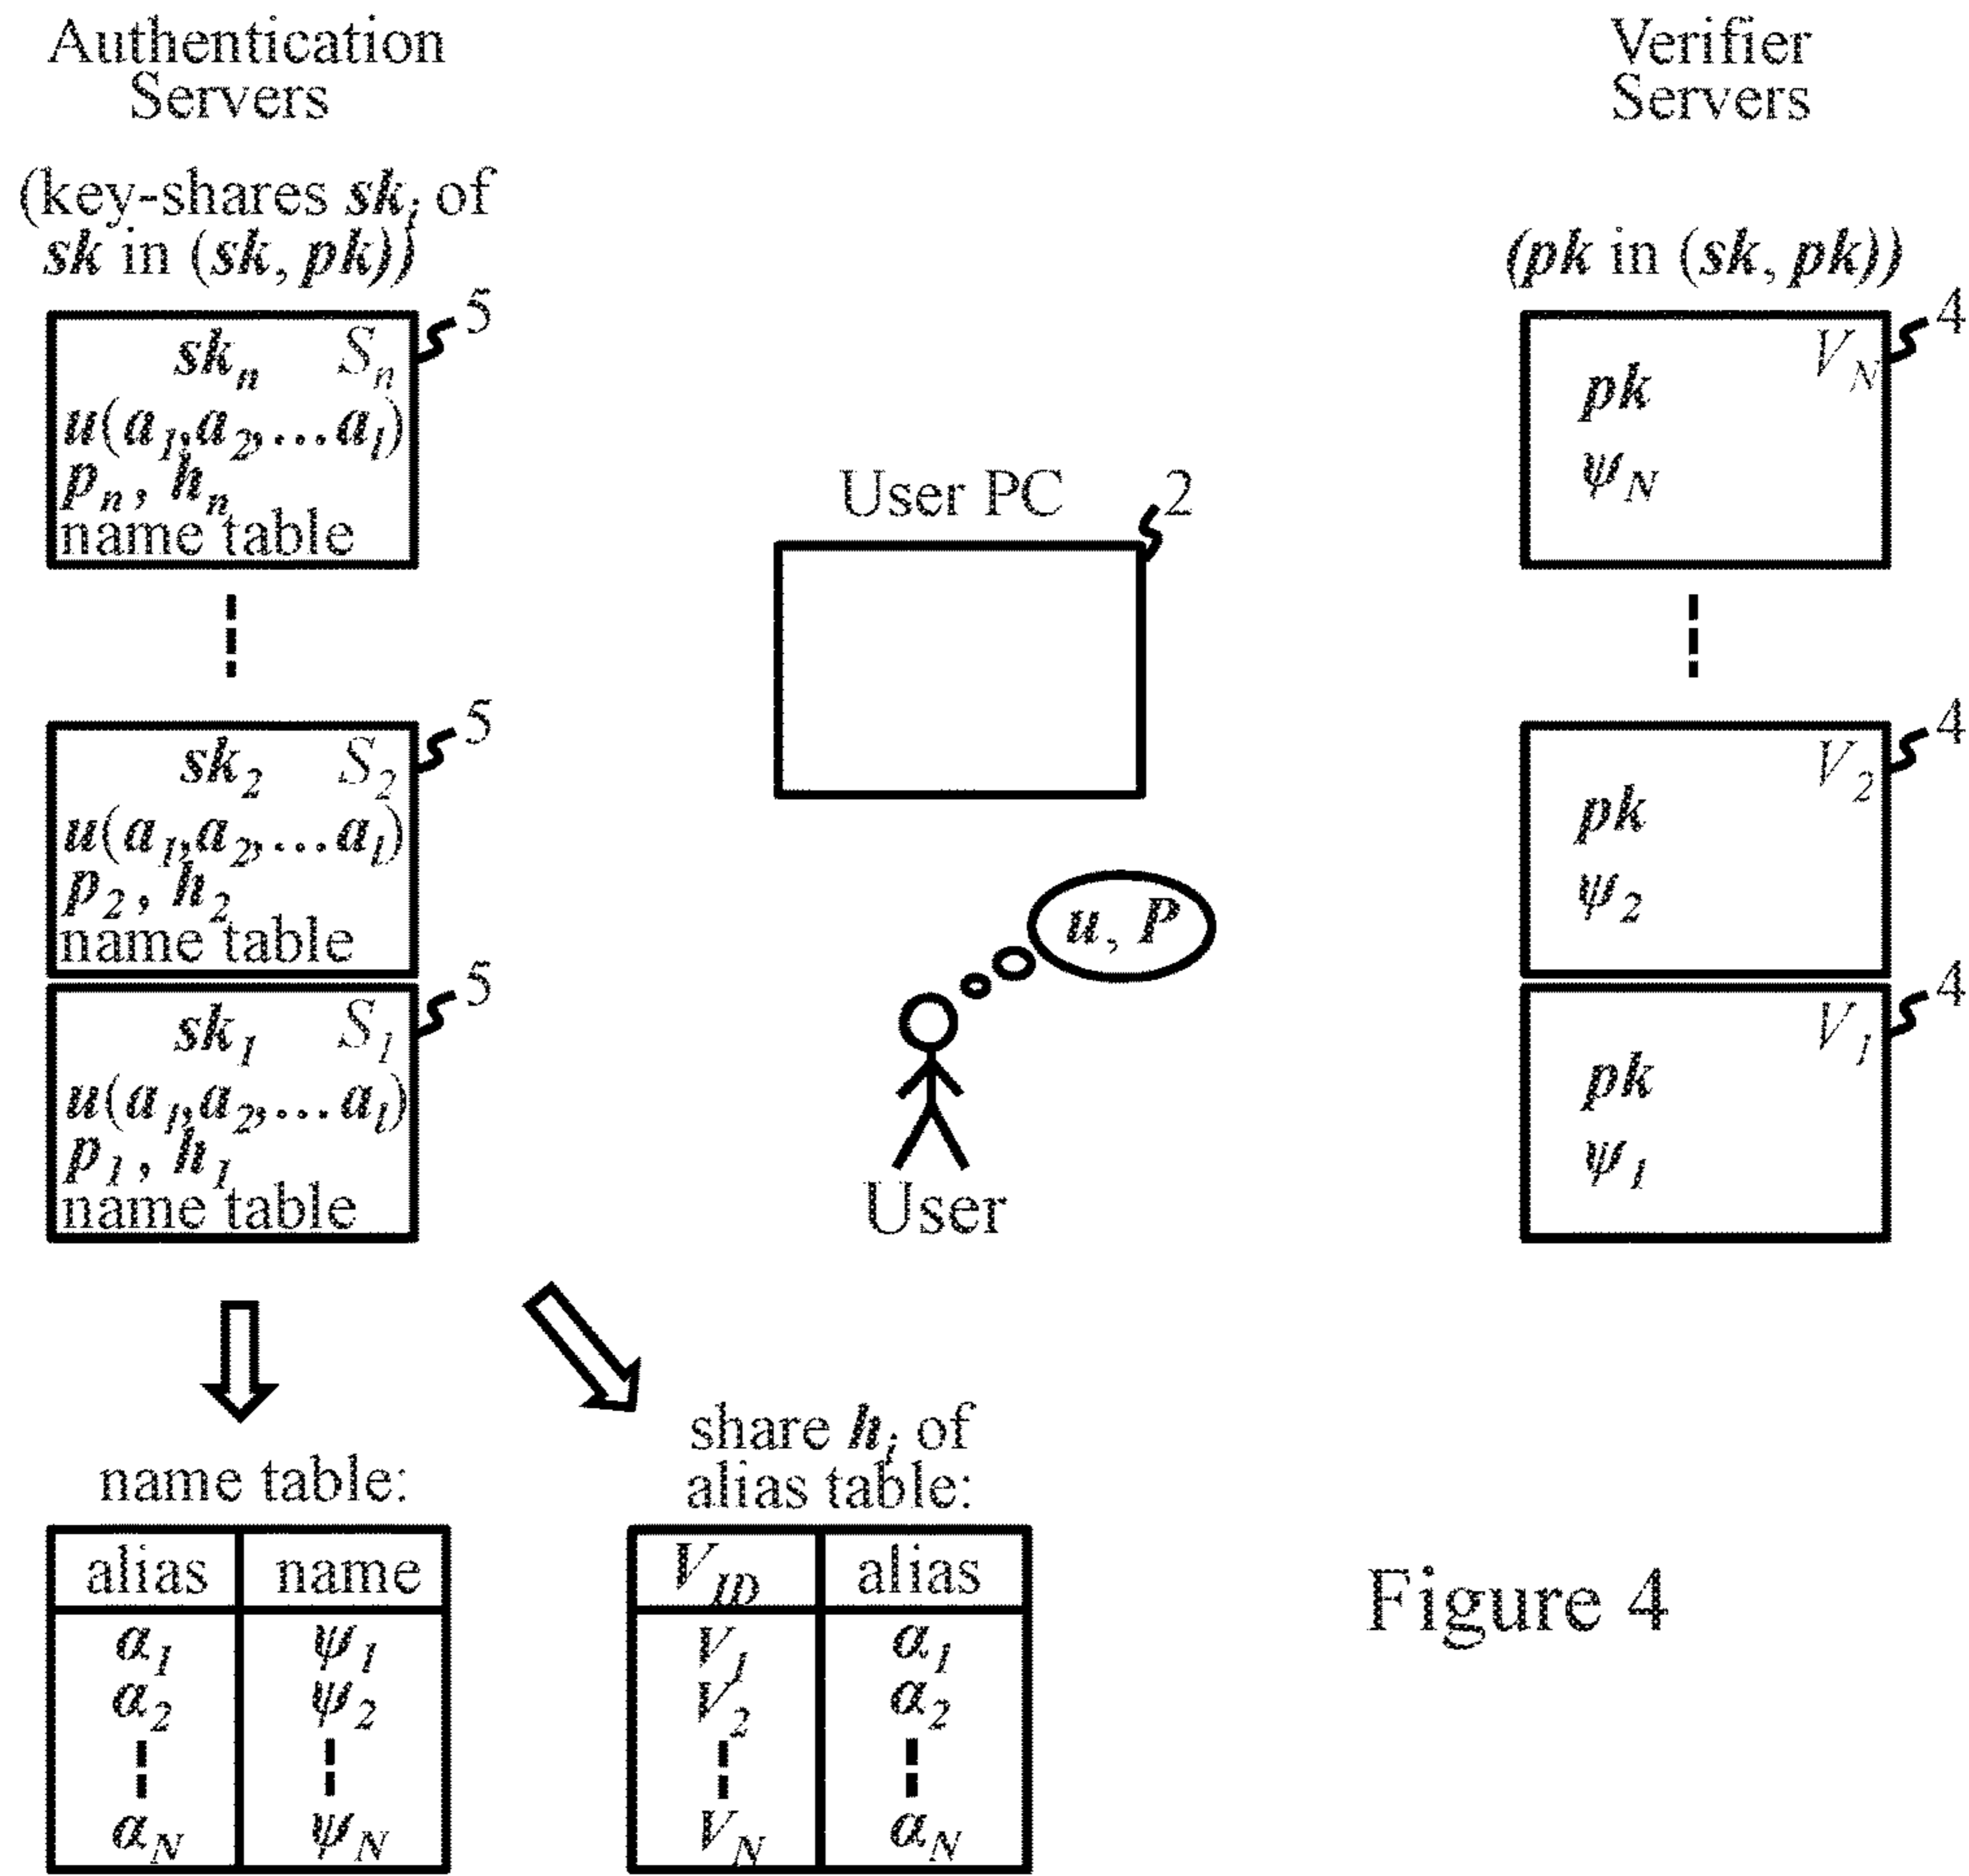 Authentication
Servers
(key-shares sk_i of
sk in (sk, pk))
5
sk_n S_n
u(a_1,a_2,…a_l)
p_n, h_n
name table
5
sk_2 S_2
u(a_1,a_2,…a_l)
p_2, h_2
name table
5
sk_1 S_1
u(a_1,a_2,…a_l)
p_1, h_1
name table
User PC
2
u, P
User
Verifier
Servers
(pk in (sk, pk))
4
V_N
pk
ψ_N
4
V_2
pk
ψ_2
4
V_1
pk
ψ_1
name table:
alias name
α_1 ψ_1
α_2 ψ_2
α_N ψ_N
share h_i of
alias table:
V_ID alias
V_1 α_1
V_2 α_2
V_N α_N
Figure 4